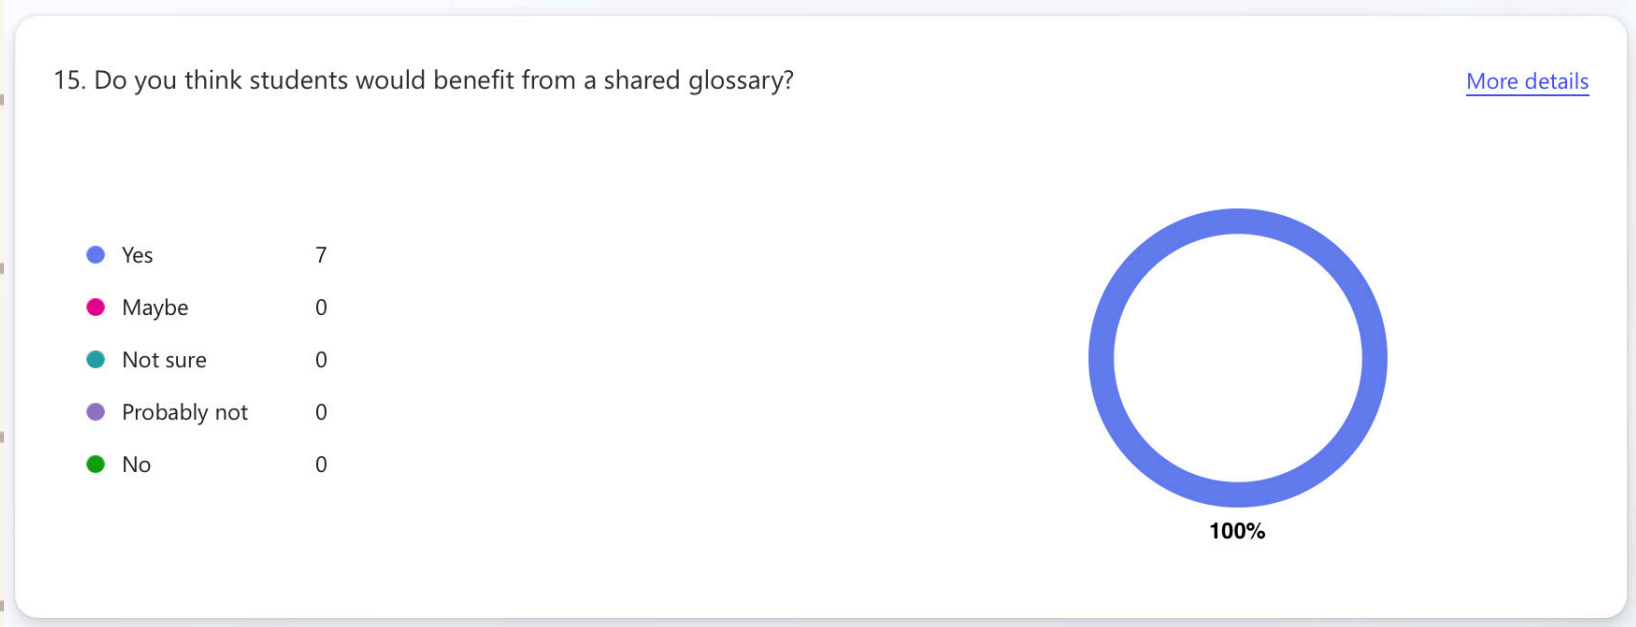 15. Do you think students would benefit from a shared glossary?
More details
Yes 7
Maybe 0
Not sure 0
Probably not 0
No 0
100%